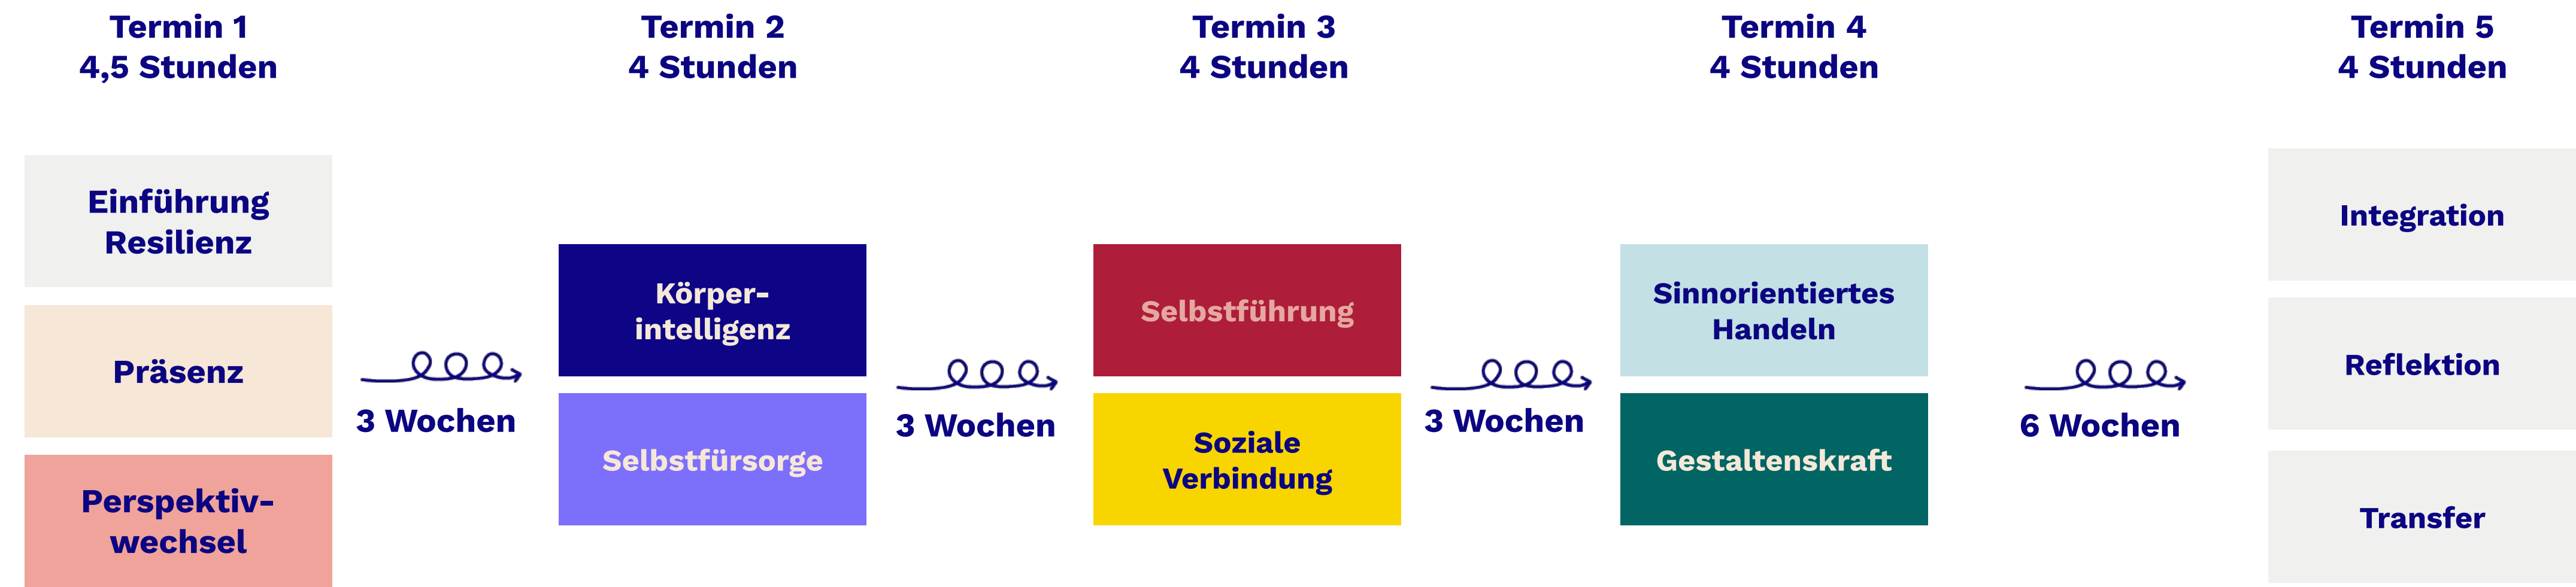 Termin 1
4,5 Stunden
Termin 2
4 Stunden
Termin 3
4 Stunden
Termin 4
4 Stunden
Termin 5
4 Stunden
Einführung
Resilienz
Präsenz
Perspektiv-
wechsel
3 Wochen
Körper-
intelligenz
Selbstfürsorge
3 Wochen
Selbstführung
Soziale
Verbindung
3 Wochen
Sinnorientiertes
Handeln
Gestaltenskraft
6 Wochen
Integration
Reflektion
Transfer